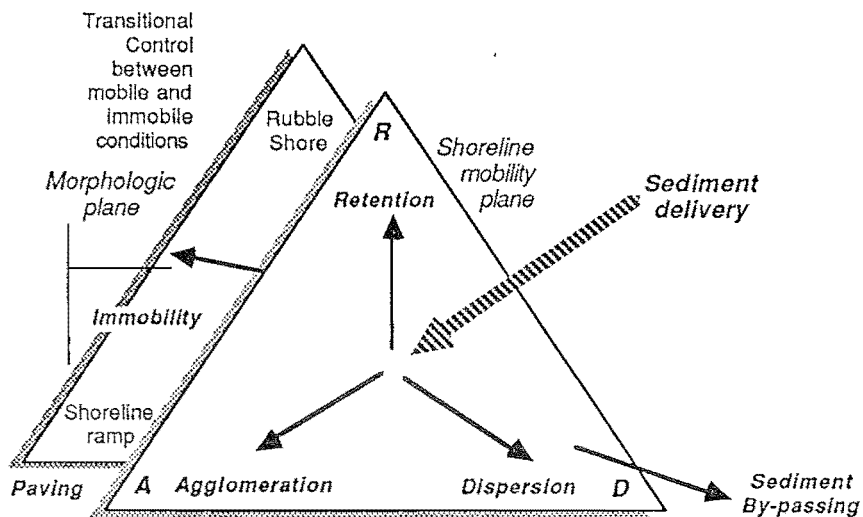 Transitional
Control
between
mobile and
immobile
conditions
Rubble
Shore
R
Shoreline
mobility
plane
Morphologic
plane
Retention
Sediment
delivery
Immobility
Shoreline
ramp
Paving
A Agglomeration
Dispersion D
Sediment
By-passing